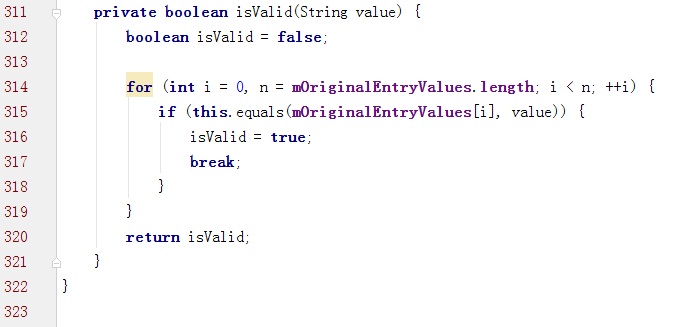 311 private boolean isValid(String value) {
312 boolean isValid = false;
313
314 for (int i = 0, n = mOriginalEntryValues.length; i < n; ++i) {
315 if (this.equals(mOriginalEntryValues[i], value)) {
316 isValid = true;
317 break;
318 }
319 }
320 return isValid;
321 }
322 }
323